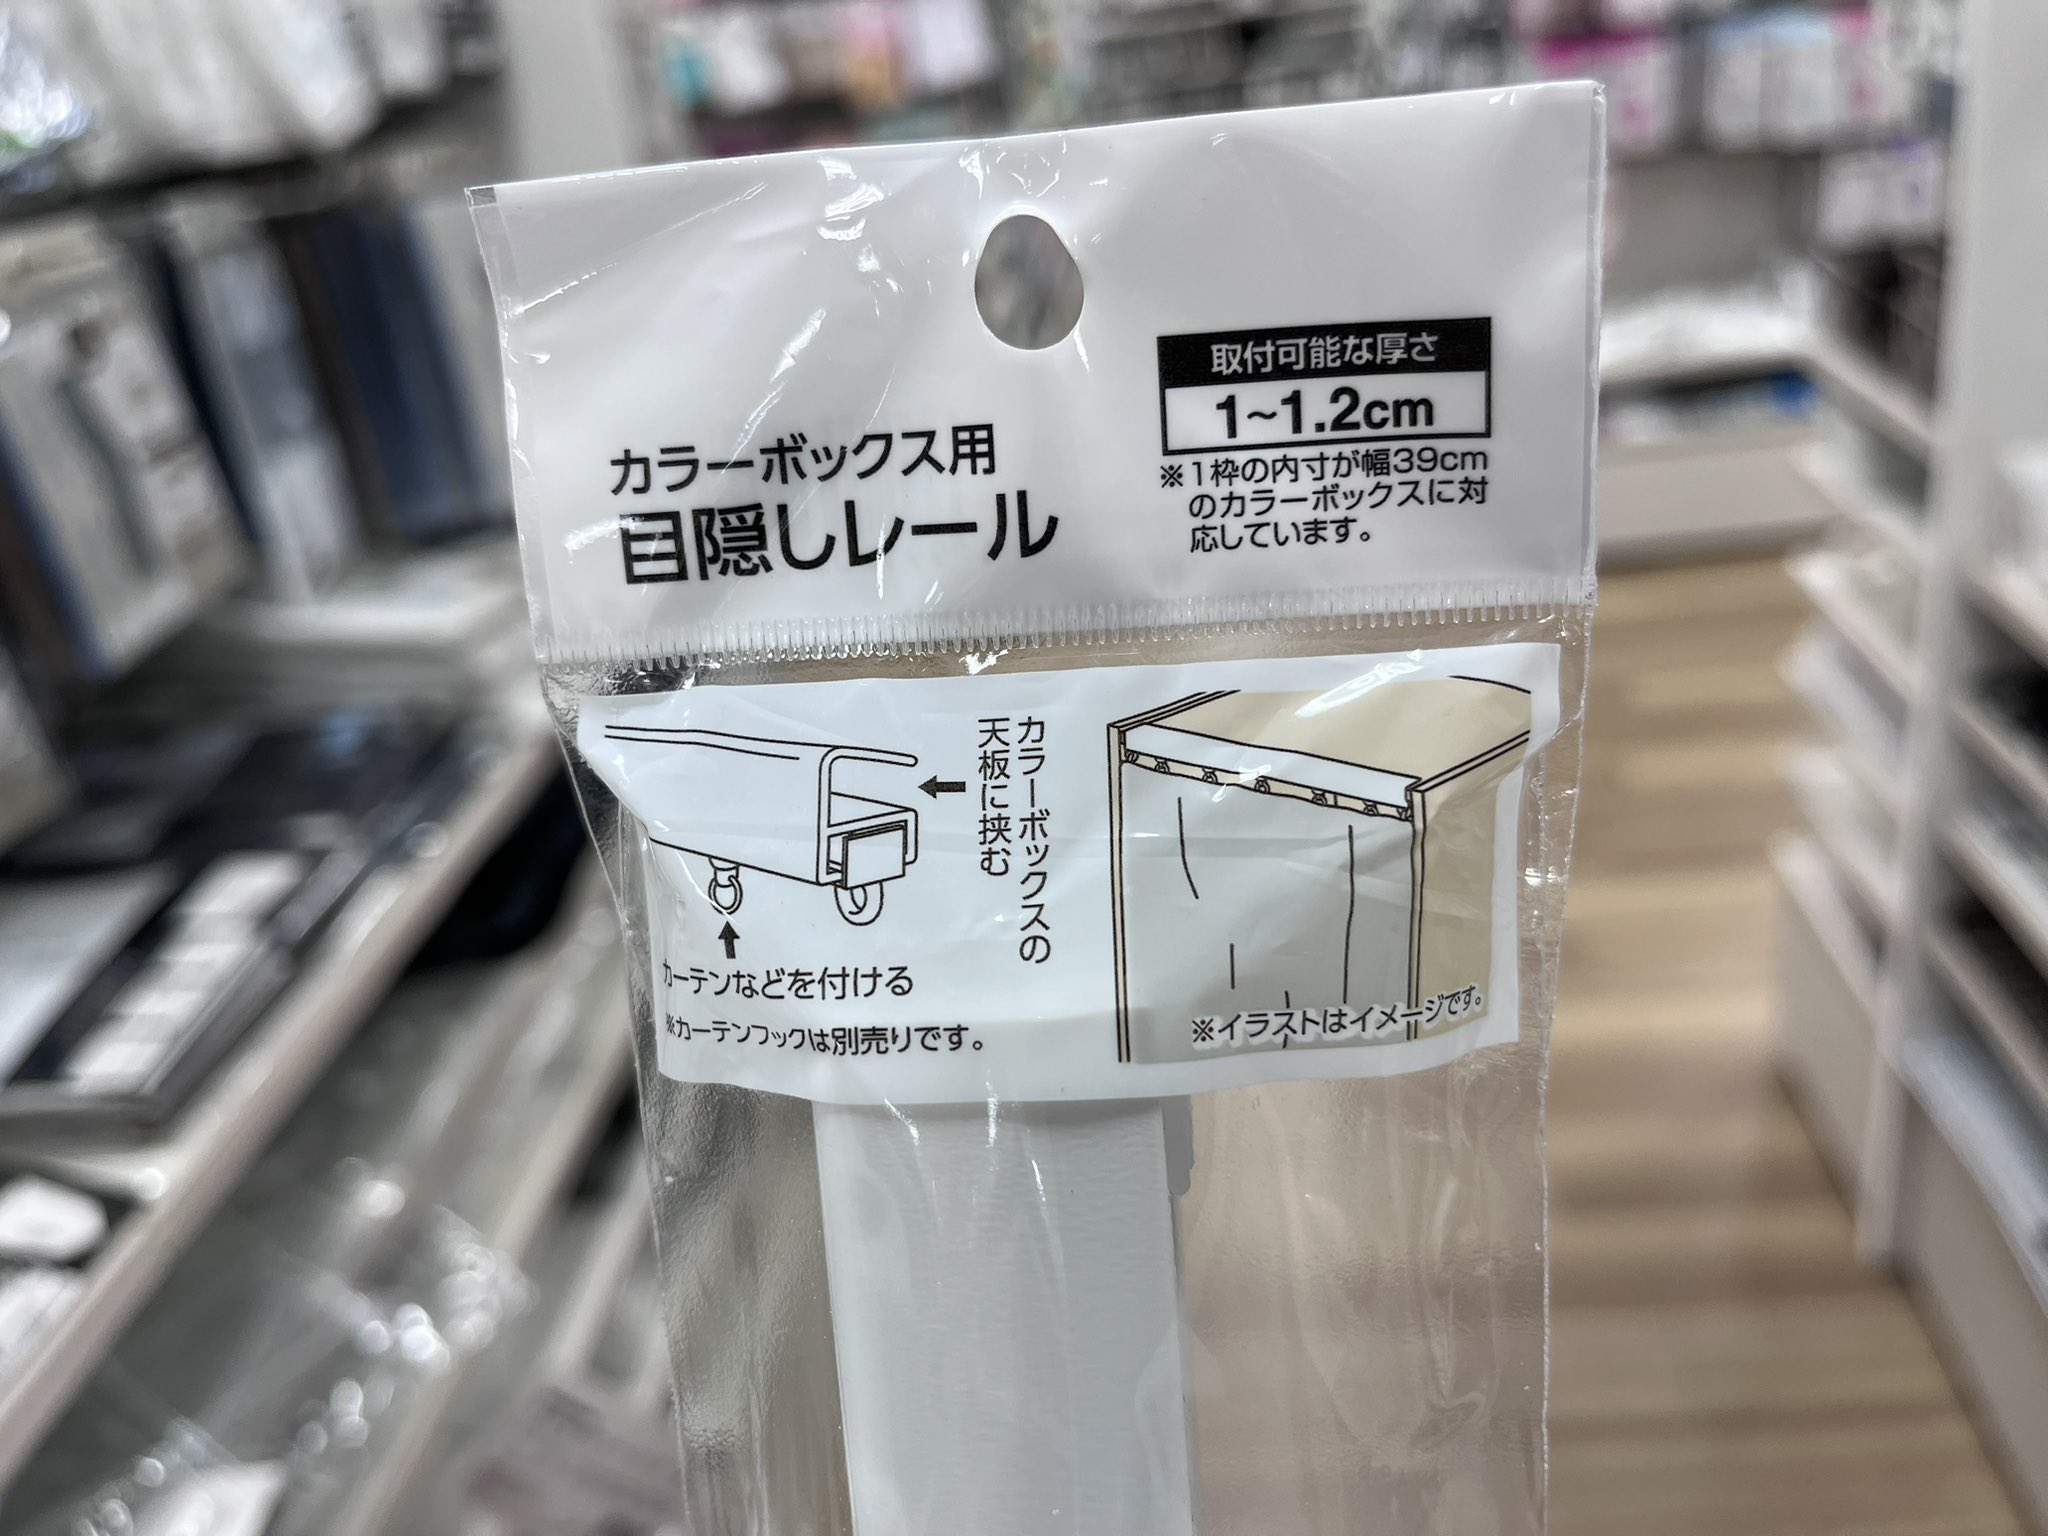 カラーボックス用
目隠しレール
取付可能な厚さ
1~1.2cm
※1枠の内寸が幅39cm
のカラーボックスに対
応しています。
カラーボックスの
天板に挟む
カーテンなどを付ける
※カーテンフックは別売りです。
※イラストはイメージです。